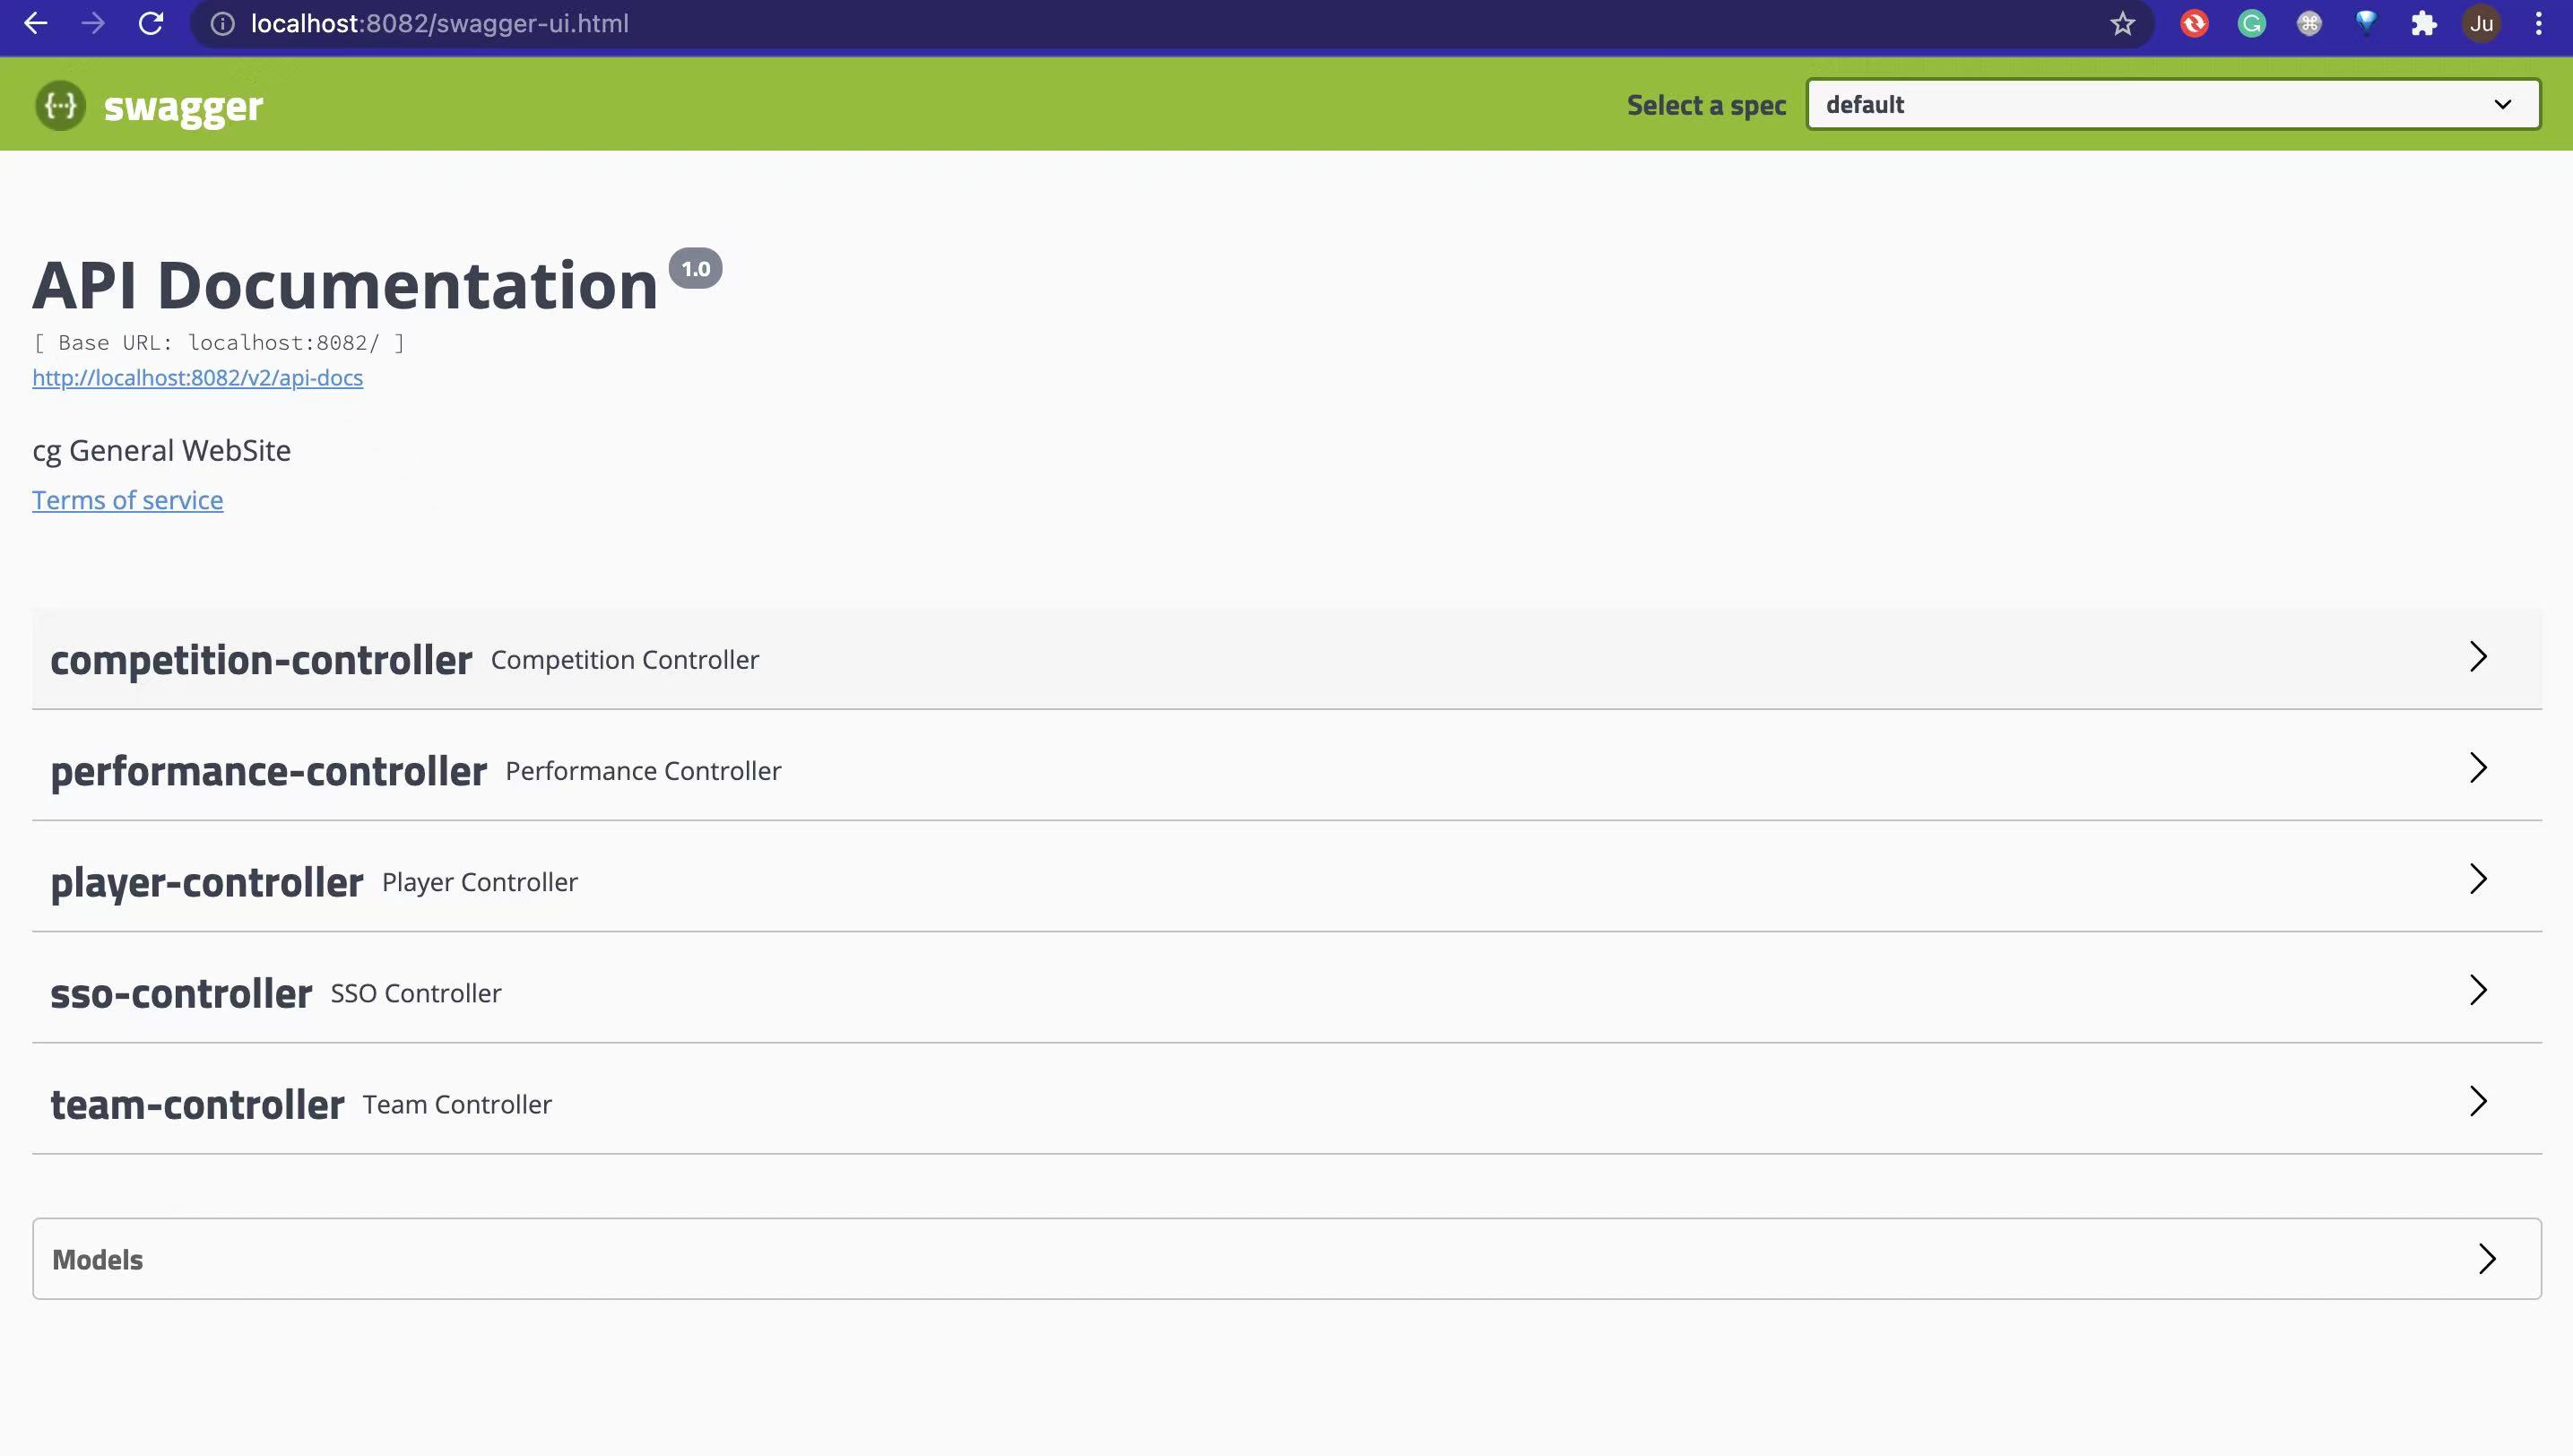 localhost:8082/swagger-ui.html
Ju
{...} swagger
Select a spec
default
API Documentation 1.0
[ Base URL: localhost:8082/ ]
http://localhost:8082/v2/api-docs
cg General WebSite
Terms of service
competition-controller Competition Controller
performance-controller Performance Controller
player-controller Player Controller
sso-controller SSO Controller
team-controller Team Controller
Models